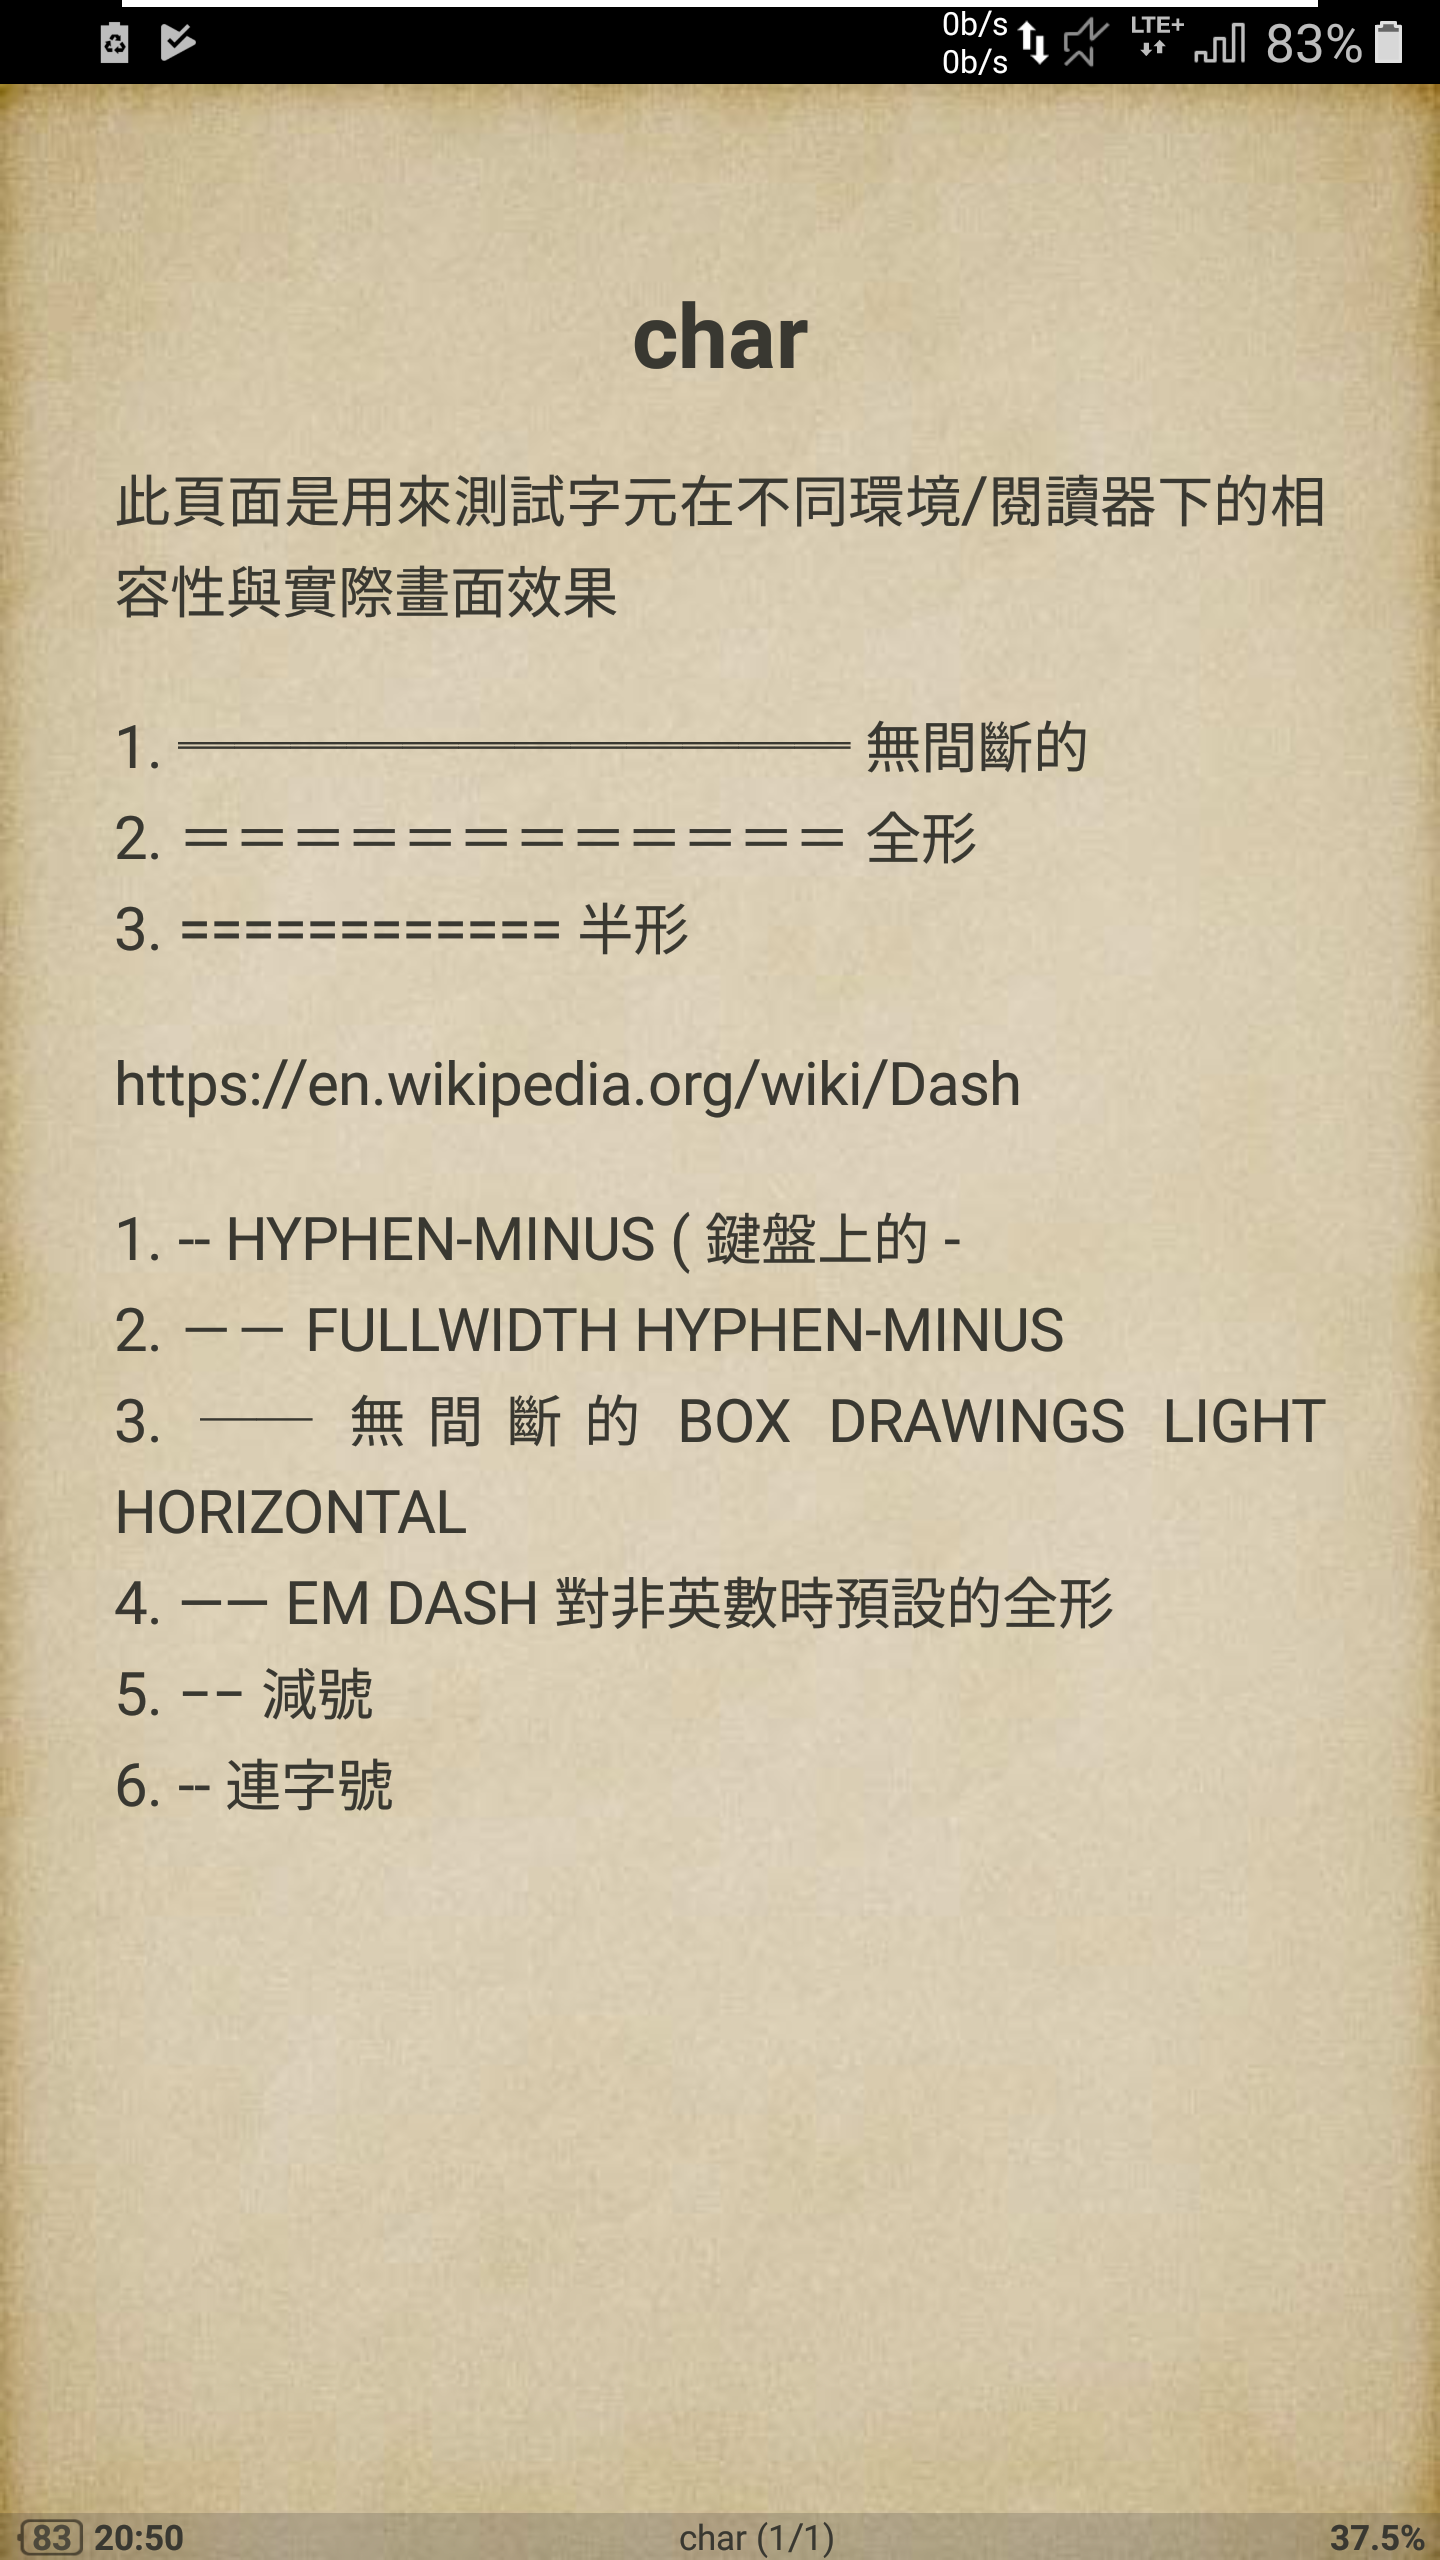 0b/s
0b/s
LTE+
83%
char
此頁面是用來測試字元在不同環境/閱讀器下的相
容性與實際畫面效果
1. ════════════ 無間斷的
2. ============ 全形
3. ============ 半形
https://en.wikipedia.org/wiki/Dash
1. -- HYPHEN-MINUS ( 鍵盤上的 -
2. -- FULLWIDTH HYPHEN-MINUS
3. ── 無間斷的 BOX DRAWINGS LIGHT
HORIZONTAL
4. —— EM DASH 對非英數時預設的全形
5. −− 減號
6. ‐‐ 連字號
83 20:50
char (1/1)
37.5%